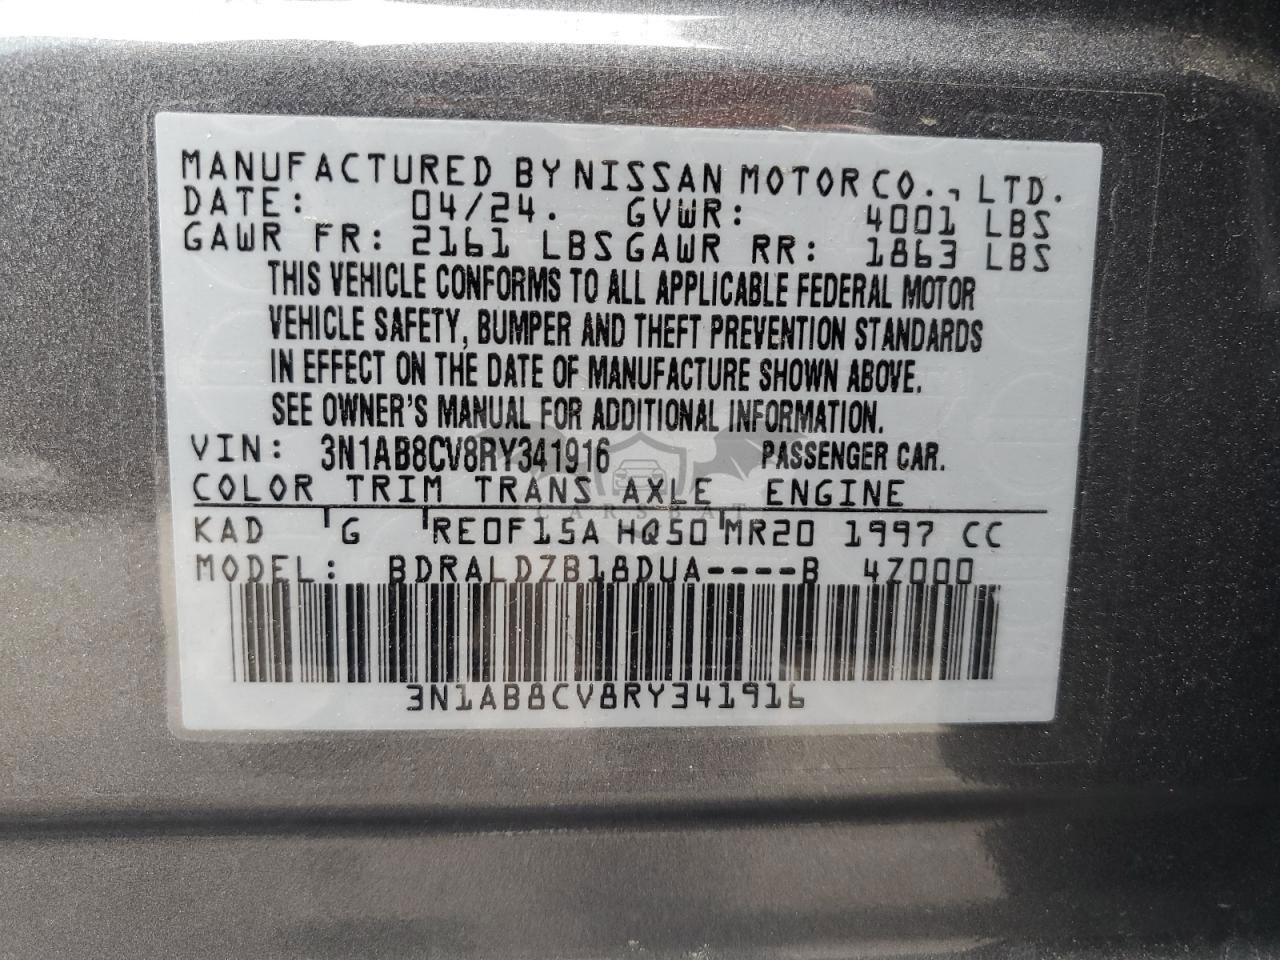 MANUFACTURED BY NISSAN MOTOR CO., LTD.
DATE: 04/24. GVWR: 4001 LBS
GAWR FR: 2161 LBS GAWR RR: 1863 LBS
THIS VEHICLE CONFORMS TO ALL APPLICABLE FEDERAL MOTOR
VEHICLE SAFETY, BUMPER AND THEFT PREVENTION STANDARDS
IN EFFECT ON THE DATE OF MANUFACTURE SHOWN ABOVE.
SEE OWNER'S MANUAL FOR ADDITIONAL INFORMATION.
VIN: 3N1AB8CV8RY341916 PASSENGER CAR.
COLOR TRIM TRANS AXLE ENGINE
CARSBAT
KAD G RE0F15A HQ50 MR20 1997 CC
MODEL: BDRALDZB18DUA----B 4Z000
3N1AB8CV8RY341916